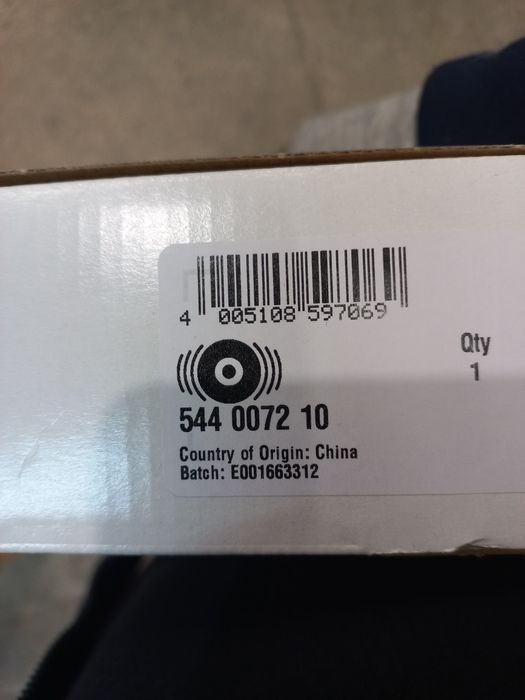 4 005108 597069
Qty
1
544 0072 10
Country of Origin: China
Batch: E001663312